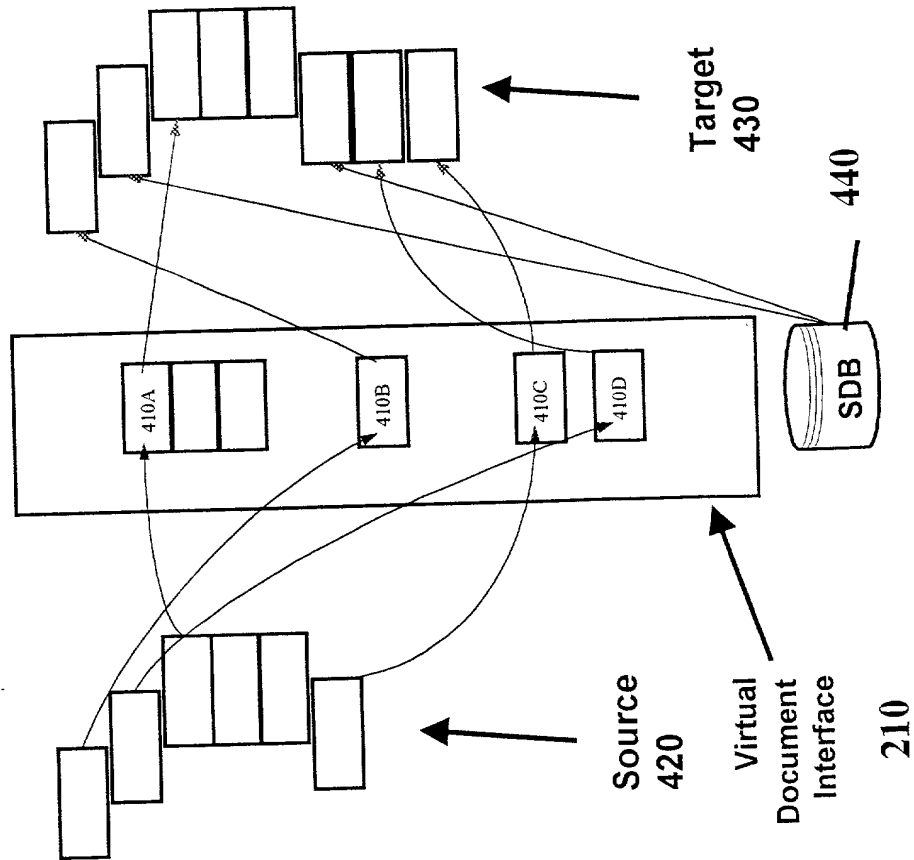 410A
410B
410C
410D
SDB
440
Source
420
Target
430
Virtual
Document
Interface
210